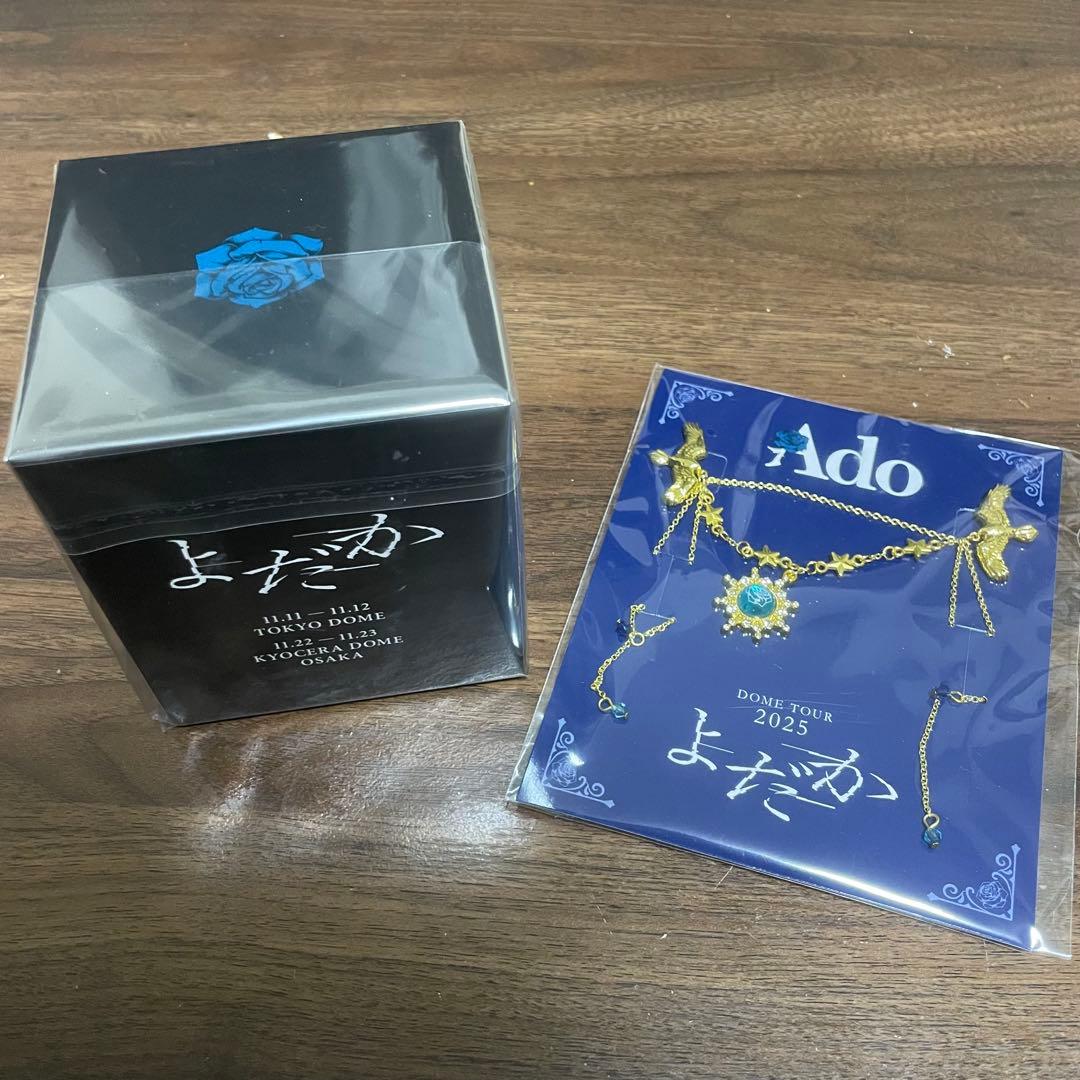 よだか
11.11 — 11.12
TOKYO DOME
11.22 — 11.23
KYOCERA DOME
OSAKA
Ado
DOME TOUR
2025
よだか